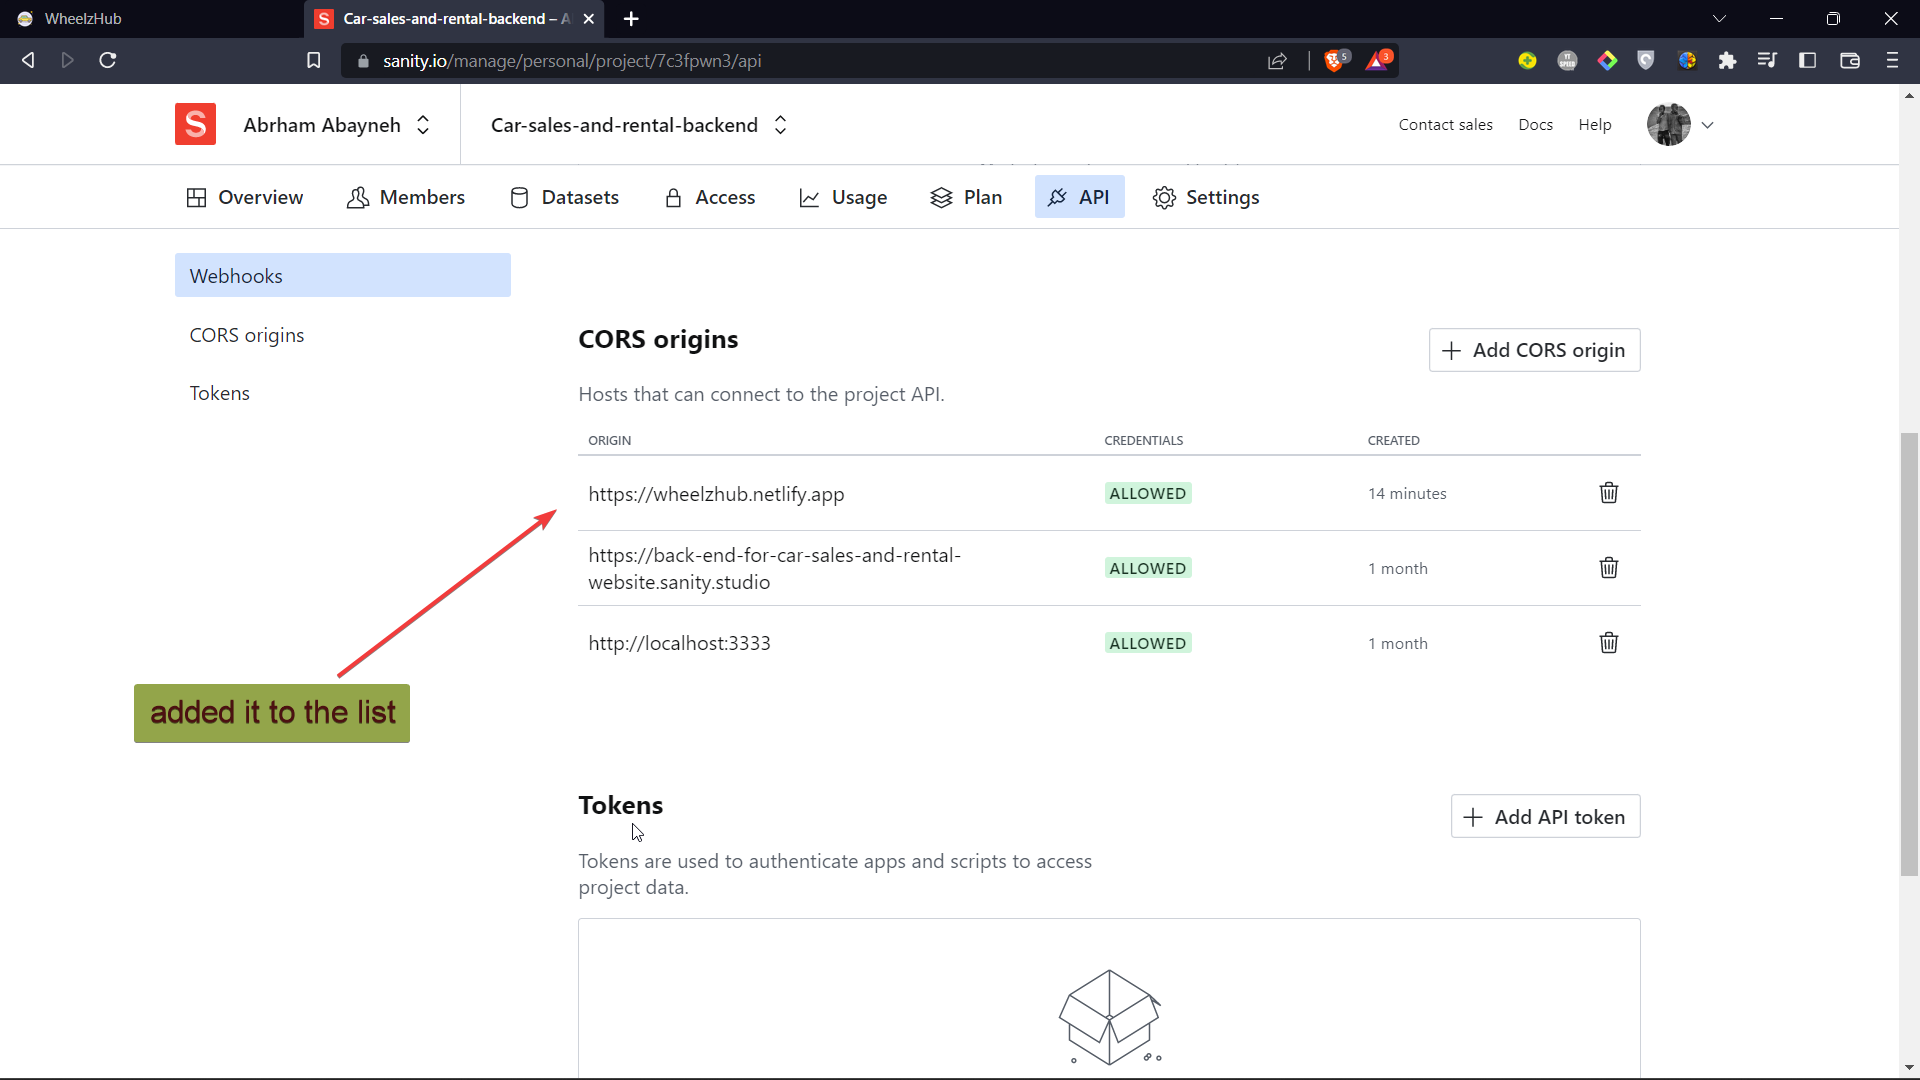 WheelzHub
Car-sales-and-rental-backend – A
sanity.io/manage/personal/project/7c3fpwn3/api
5
3
S
Abrham Abayneh
Car-sales-and-rental-backend
Contact sales
Docs
Help
Overview
Members
Datasets
Access
Usage
Plan
API
Settings
Webhooks
CORS origins
Tokens
CORS origins
Add CORS origin
Hosts that can connect to the project API.
ORIGIN
CREDENTIALS
CREATED
https://wheelzhub.netlify.app
ALLOWED
14 minutes
https://back-end-for-car-sales-and-rental-
website.sanity.studio
ALLOWED
1 month
http://localhost:3333
ALLOWED
1 month
added it to the list
Tokens
Add API token
Tokens are used to authenticate apps and scripts to access
project data.